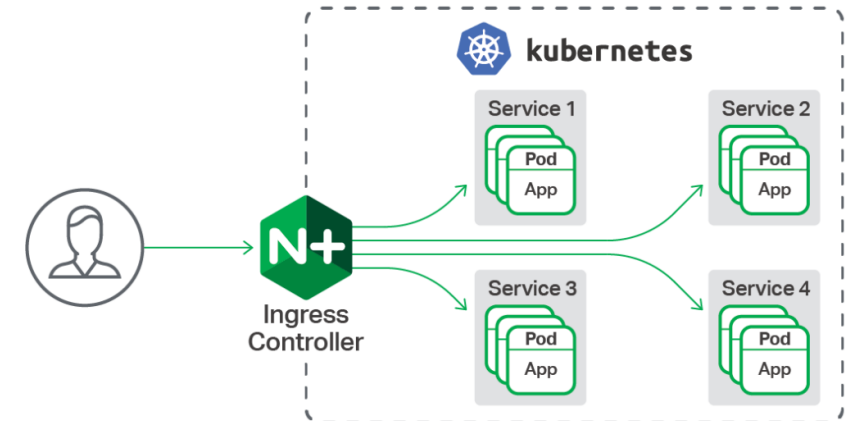 kubernetes
Service 1
Pod
App
Service 2
Pod
App
N+
Ingress
Controller
Service 3
Pod
App
Service 4
Pod
App